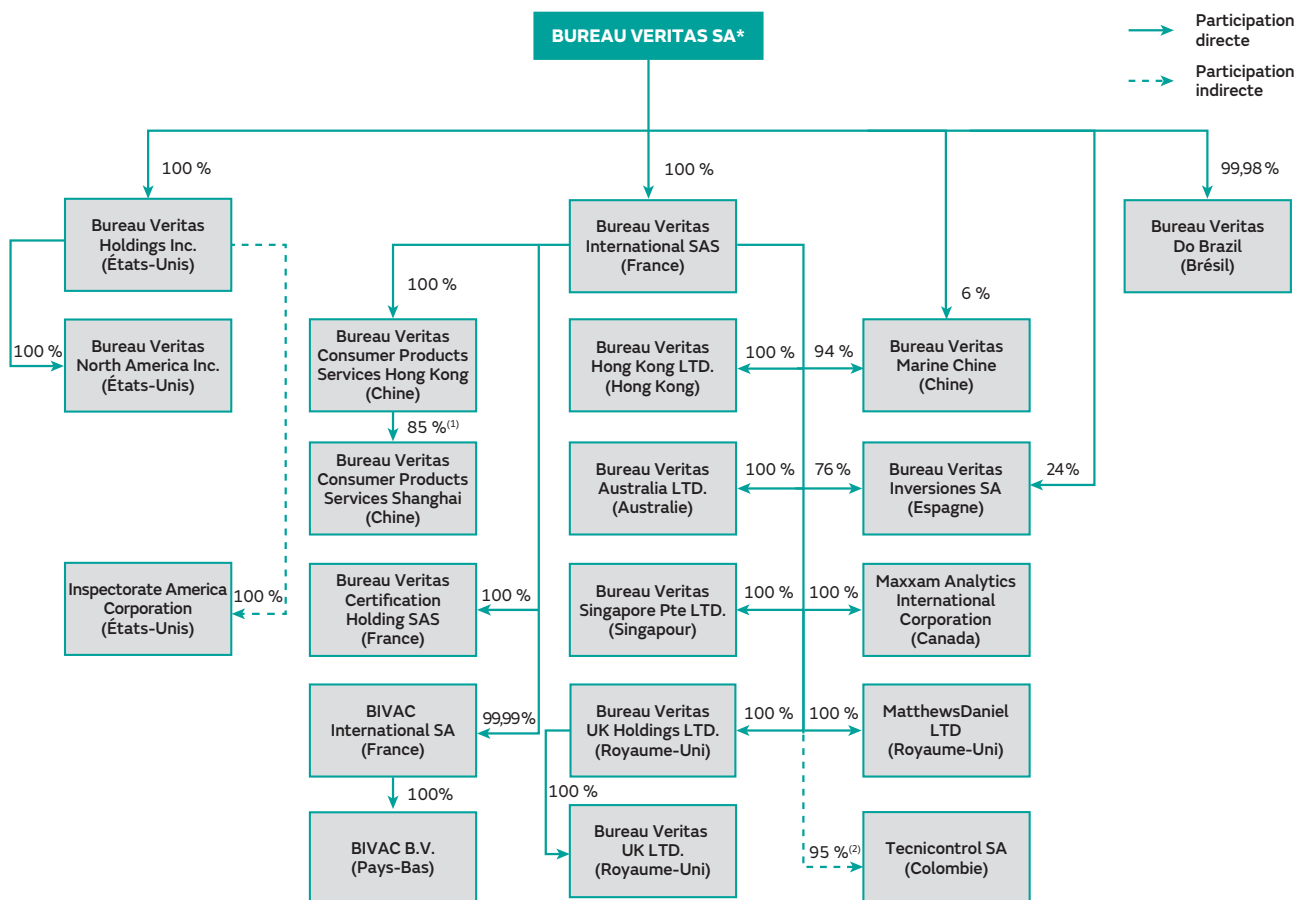 BUREAU VERITAS SA*
Participation
directe
Participation
indirecte
100 %
100 %
99,98 %
Bureau Veritas
Holdings Inc.
(États-Unis)
Bureau Veritas
International SAS
(France)
Bureau Veritas
Do Brazil
(Brésil)
100 %
6 %
100 %
Bureau Veritas
North America Inc.
(États-Unis)
Bureau Veritas
Consumer Products
Services Hong Kong
(Chine)
Bureau Veritas
Hong Kong LTD.
(Hong Kong)
100 %
94 %
Bureau Veritas
Marine Chine
(Chine)
85 %(1)
Bureau Veritas
Consumer Products
Services Shanghai
(Chine)
Bureau Veritas
Australia LTD.
(Australie)
100 %
76 %
Bureau Veritas
Inversiones SA
(Espagne)
24 %
Inspectorate America
Corporation
(États-Unis)
100 %
Bureau Veritas
Certification
Holding SAS
(France)
100 %
Bureau Veritas
Singapore Pte LTD.
(Singapour)
100 %
100 %
Maxxam Analytics
International
Corporation
(Canada)
BIVAC
International SA
(France)
99,99 %
Bureau Veritas
UK Holdings LTD.
(Royaume-Uni)
100 %
100 %
MatthewsDaniel
LTD
(Royaume-Uni)
100%
100 %
BIVAC B.V.
(Pays-Bas)
Bureau Veritas
UK LTD.
(Royaume-Uni)
95 %(2)
Tecnicontrol SA
(Colombie)